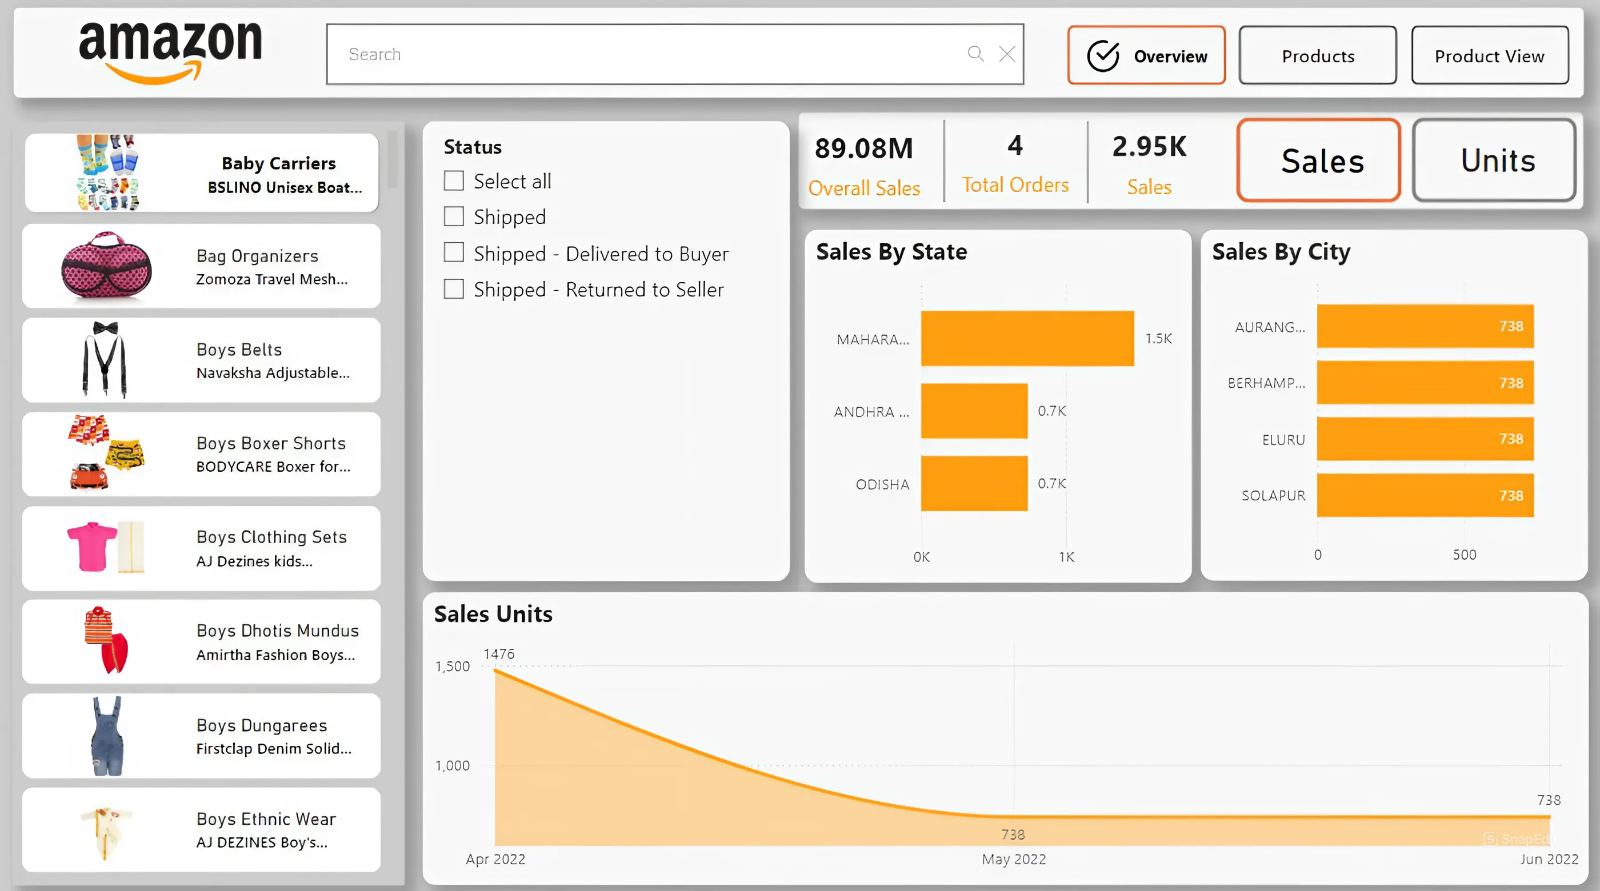 amazon
Search
Overview
Products
Product View
Baby Carriers
BSLINO Unisex Boat...
Bag Organizers
Zomoza Travel Mesh...
Boys Belts
Navaksha Adjustable...
Boys Boxer Shorts
BODYCARE Boxer for...
Boys Clothing Sets
AJ Dezines kids...
Boys Dhotis Mundus
Amirtha Fashion Boys...
Boys Dungarees
Firstclap Denim Solid...
Boys Ethnic Wear
AJ DEZINES Boy's...
Status
Select all
Shipped
Shipped - Delivered to Buyer
Shipped - Returned to Seller
89.08M
Overall Sales
4
Total Orders
2.95K
Sales
Sales
Units
Sales By State
MAHARA...
1.5K
ANDHRA ...
0.7K
ODISHA
0.7K
0K
1K
Sales By City
AURANG...
738
BERHAMP...
738
ELURU
738
SOLAPUR
738
0
500
Sales Units
1,500
1,000
1476
738
738
Apr 2022
May 2022
Jun 2022